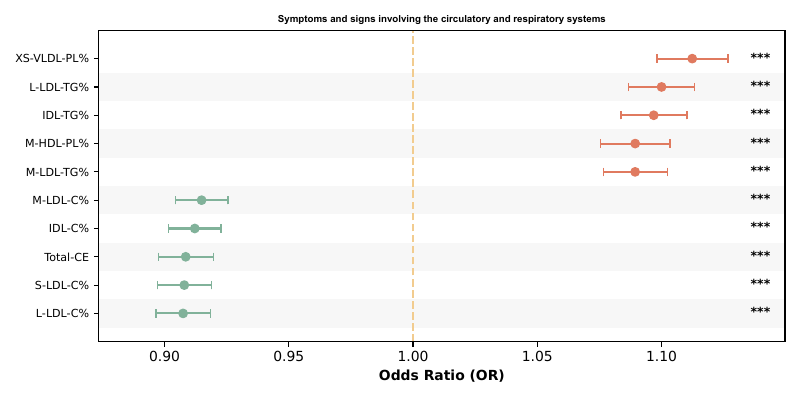 Symptoms and signs involving the circulatory and respiratory systems
XS-VLDL-PL% ***
L-LDL-TG% ***
IDL-TG% ***
M-HDL-PL% ***
M-LDL-TG% ***
M-LDL-C% ***
IDL-C% ***
Total-CE ***
S-LDL-C% ***
L-LDL-C% ***
0.90 0.95 1.00 1.05 1.10
Odds Ratio (OR)